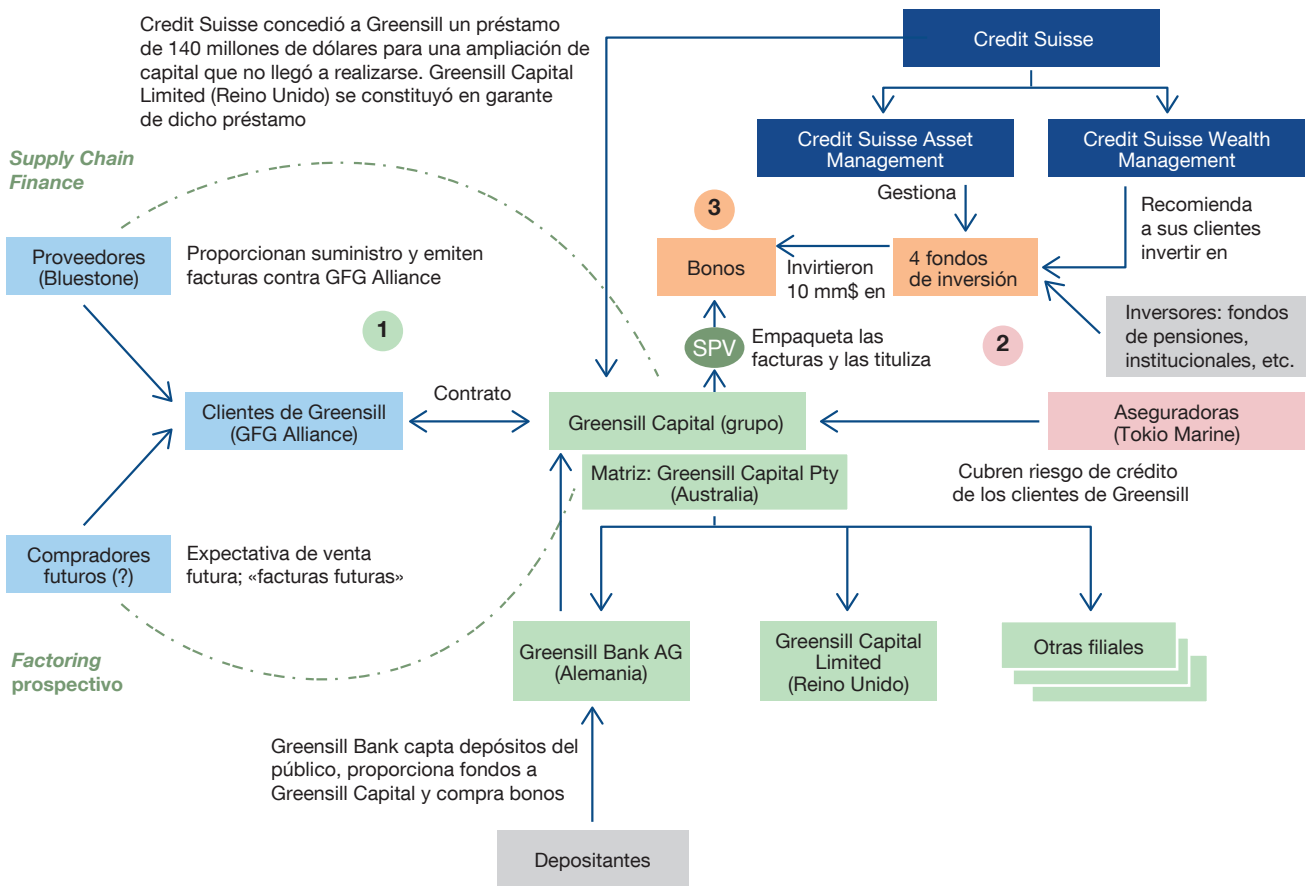 Credit Suisse concedió a Greensill un préstamo
de 140 millones de dólares para una ampliación de
capital que no llegó a realizarse. Greensill Capital
Limited (Reino Unido) se constituyó en garante
de dicho préstamo
Credit Suisse
Credit Suisse Asset
Management
Credit Suisse Wealth
Management
Supply Chain
Finance
Gestiona
Recomienda
a sus clientes
invertir en
3
Proveedores
(Bluestone)
Proporcionan suministro y emiten
facturas contra GFG Alliance
Bonos
Invirtieron
10 mm$ en
4 fondos
de inversión
Inversores: fondos
de pensiones,
institucionales, etc.
1
SPV
Empaqueta las
facturas y las tituliza
2
Clientes de Greensill
(GFG Alliance)
Contrato
Greensill Capital (grupo)
Aseguradoras
(Tokio Marine)
Matriz: Greensill Capital Pty
(Australia)
Cubren riesgo de crédito
de los clientes de Greensill
Compradores
futuros (?)
Expectativa de venta
futura; «facturas futuras»
Factoring
prospectivo
Greensill Bank AG
(Alemania)
Greensill Capital
Limited
(Reino Unido)
Otras filiales
Greensill Bank capta depósitos del
público, proporciona fondos a
Greensill Capital y compra bonos
Depositantes